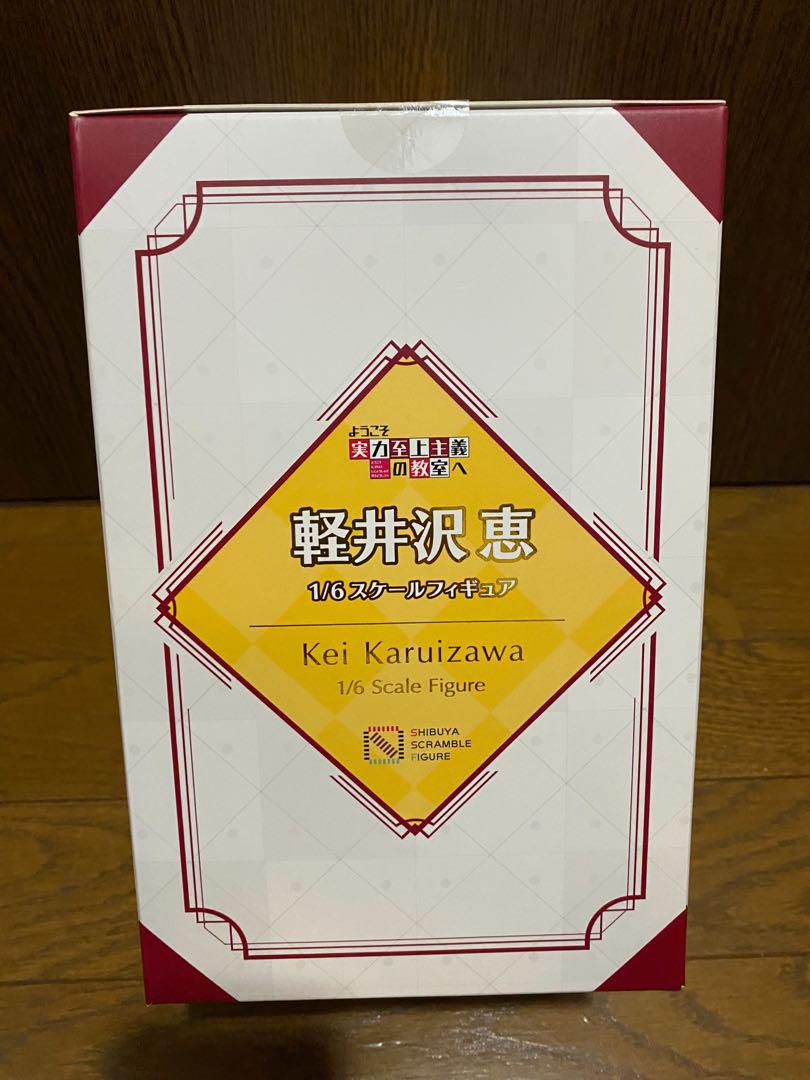 ようこそ
実力至上主義
の教室へ
軽井沢 恵
1/6 スケールフィギュア
Kei Karuizawa
1/6 Scale Figure
SHIBUYA
SCRAMBLE
FIGURE